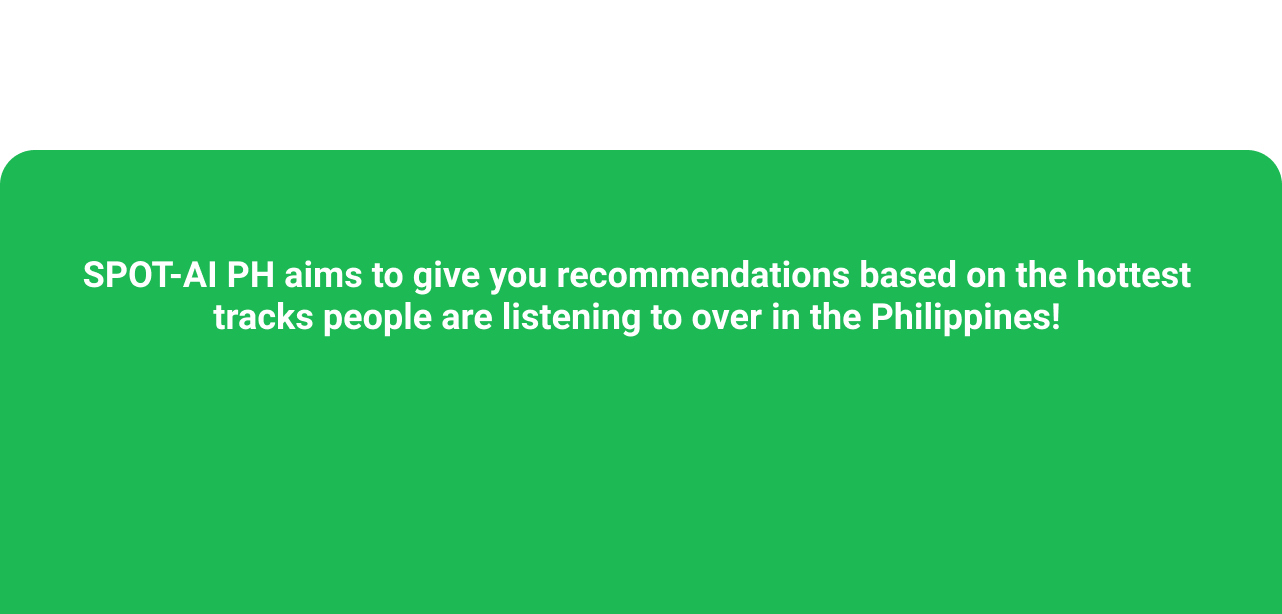 SPOT-AI PH aims to give you recommendations based on the hottest
tracks people are listening to over in the Philippines!